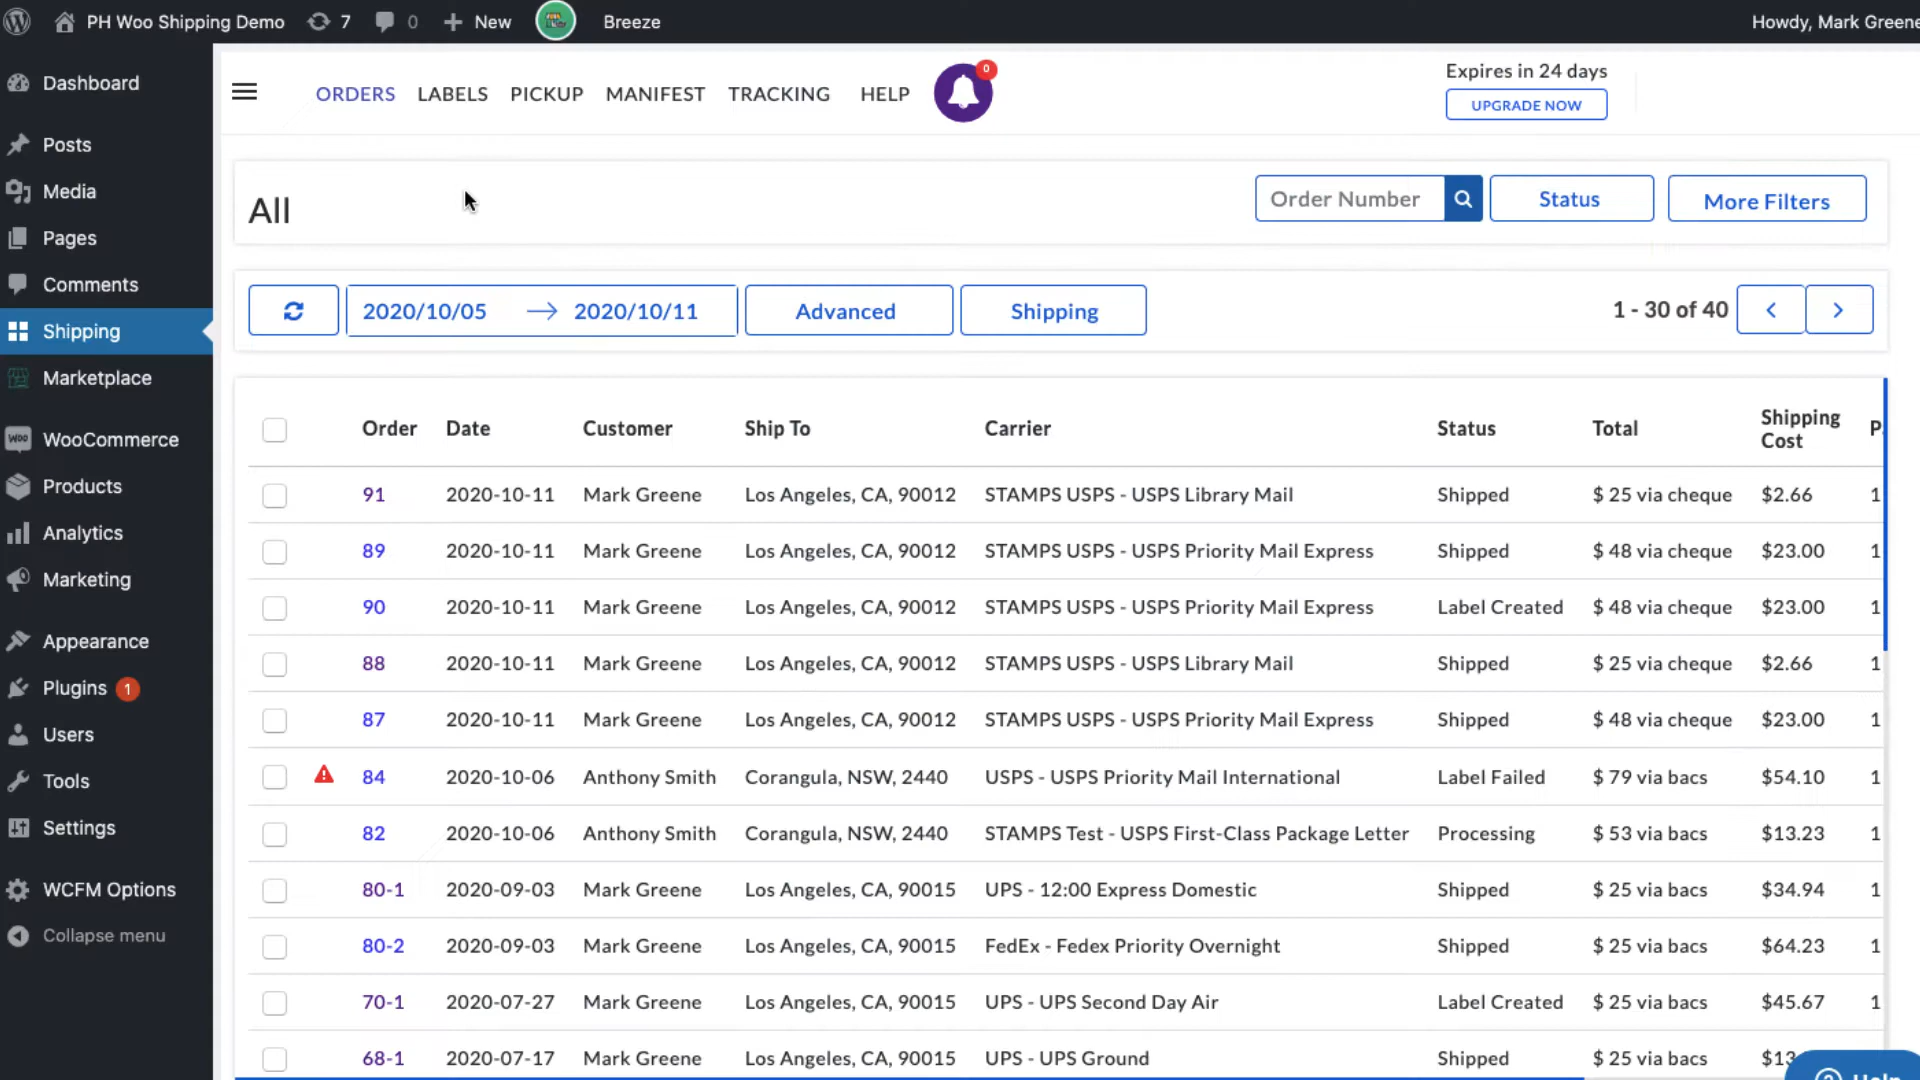 PH Woo Shipping Demo 7 0 New Breeze Howdy, Mark Greene
Dashboard
Posts
Media
Pages
Comments
Shipping
Marketplace
WooCommerce
Products
Analytics
Marketing
Appearance
Plugins 1
Users
Tools
Settings
WCFM Options
Collapse menu
ORDERS LABELS PICKUP MANIFEST TRACKING HELP 0
Expires in 24 days
UPGRADE NOW
All
Order Number Status More Filters
2020/10/05 → 2020/10/11 Advanced Shipping 1 - 30 of 40
Order Date Customer Ship To Carrier Status Total Shipping Cost P
91 2020-10-11 Mark Greene Los Angeles, CA, 90012 STAMPS USPS - USPS Library Mail Shipped $ 25 via cheque $2.66 1
89 2020-10-11 Mark Greene Los Angeles, CA, 90012 STAMPS USPS - USPS Priority Mail Express Shipped $ 48 via cheque $23.00 1
90 2020-10-11 Mark Greene Los Angeles, CA, 90012 STAMPS USPS - USPS Priority Mail Express Label Created $ 48 via cheque $23.00 1
88 2020-10-11 Mark Greene Los Angeles, CA, 90012 STAMPS USPS - USPS Library Mail Shipped $ 25 via cheque $2.66 1
87 2020-10-11 Mark Greene Los Angeles, CA, 90012 STAMPS USPS - USPS Priority Mail Express Shipped $ 48 via cheque $23.00 1
84 2020-10-06 Anthony Smith Corangula, NSW, 2440 USPS - USPS Priority Mail International Label Failed $ 79 via bacs $54.10 1
82 2020-10-06 Anthony Smith Corangula, NSW, 2440 STAMPS Test - USPS First-Class Package Letter Processing $ 53 via bacs $13.23 1
80-1 2020-09-03 Mark Greene Los Angeles, CA, 90015 UPS - 12:00 Express Domestic Shipped $ 25 via bacs $34.94 1
80-2 2020-09-03 Mark Greene Los Angeles, CA, 90015 FedEx - Fedex Priority Overnight Shipped $ 25 via bacs $64.23 1
70-1 2020-07-27 Mark Greene Los Angeles, CA, 90015 UPS - UPS Second Day Air Label Created $ 25 via bacs $45.67 1
68-1 2020-07-17 Mark Greene Los Angeles, CA, 90015 UPS - UPS Ground Shipped $ 25 via bacs $13
Help